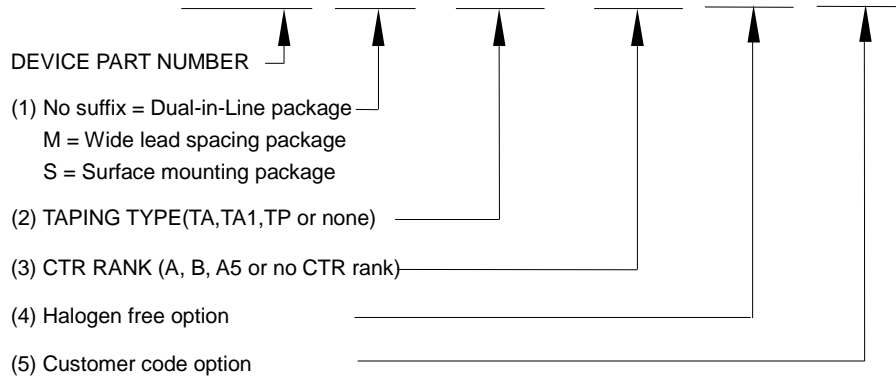 DEVICE PART NUMBER
(1) No suffix = Dual-in-Line package
M = Wide lead spacing package
S = Surface mounting package
(2) TAPING TYPE(TA,TA1,TP or none)
(3) CTR RANK (A, B, A5 or no CTR rank)
(4) Halogen free option
(5) Customer code option